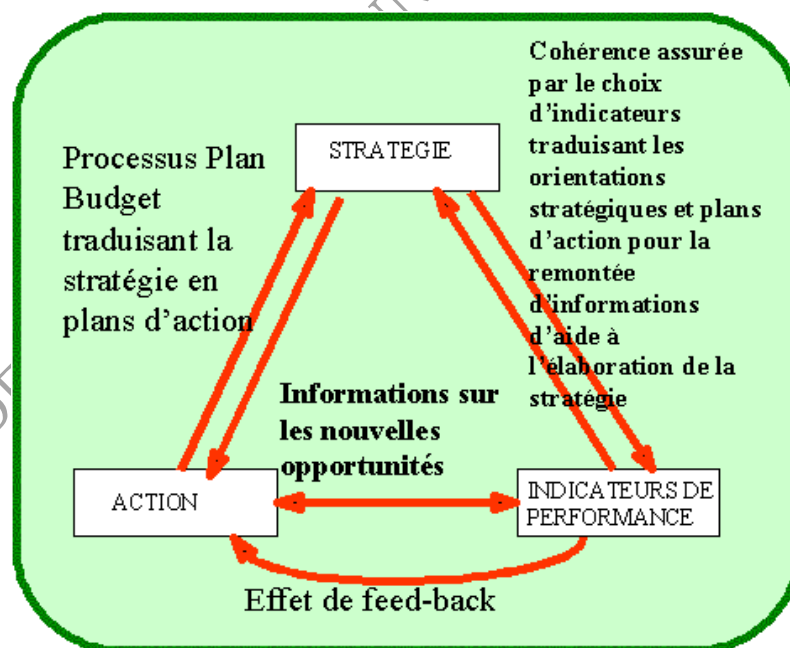 Cohérence assurée
par le choix
d'indicateurs
traduisant les
orientations
stratégiques et plans
d'action pour la
remontée
d'informations
d'aide à
l'élaboration de la
stratégie
STRATEGIE
Processus Plan
Budget
traduisant la
stratégie en
plans d'action
Informations sur
les nouvelles
opportunités
ACTION
INDICATEURS DE
PERFORMANCE
Effet de feed-back